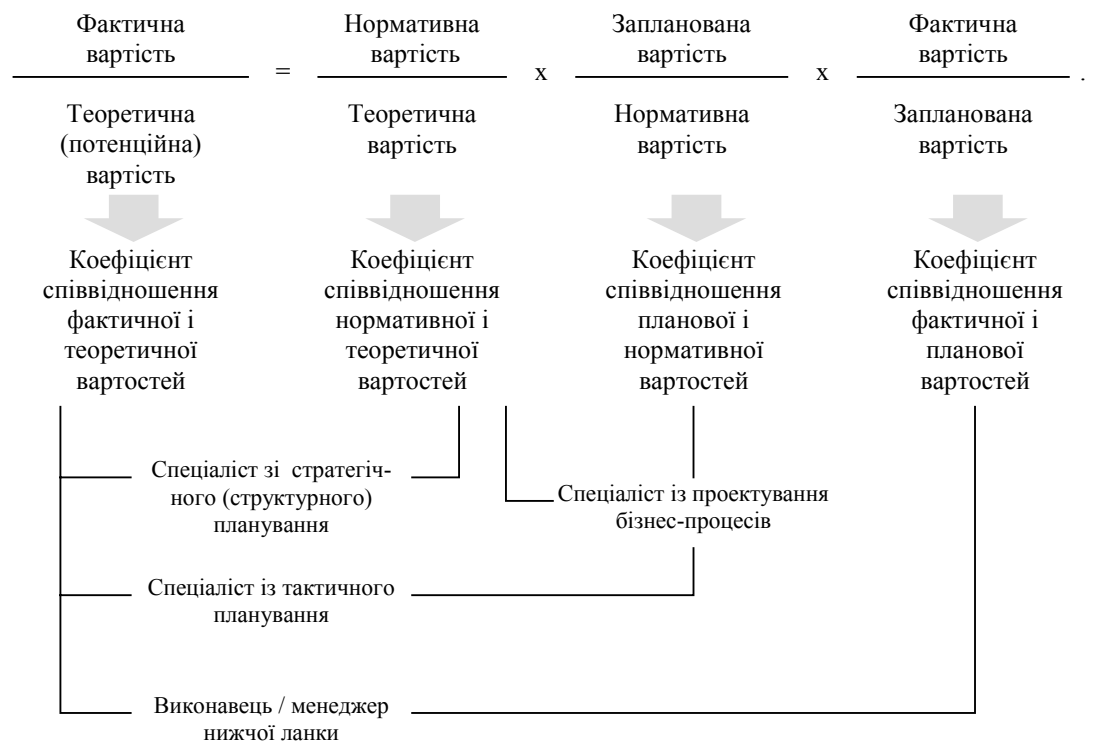 Фактична
вартість
Теоретична
(потенційна)
вартість
=
Нормативна
вартість
Теоретична
вартість
х
Запланована
вартість
Нормативна
вартість
х
Фактична
вартість
Запланована
вартість
.
Коефіцієнт
співвідношення
фактичної і
теоретичної
вартостей
Коефіцієнт
співвідношення
нормативної і
теоретичної
вартостей
Коефіцієнт
співвідношення
планової і
нормативної
вартостей
Коефіцієнт
співвідношення
фактичної і
планової
вартостей
Спеціаліст зі стратегіч-
ного (структурного)
планування
Спеціаліст із проектування
бізнес-процесів
Спеціаліст із тактичного
планування
Виконавець / менеджер
нижчої ланки